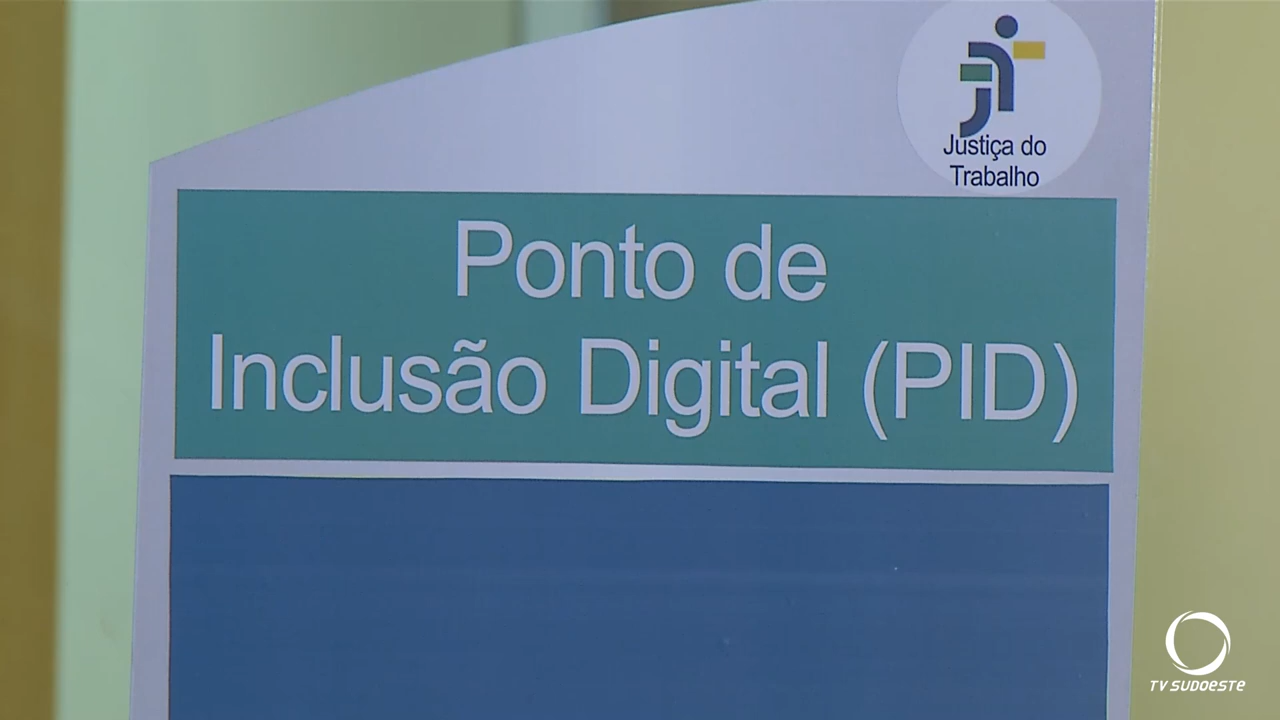 Justiça do
Trabalho
Ponto de
Inclusão Digital (PID)
TV SUDOESTE